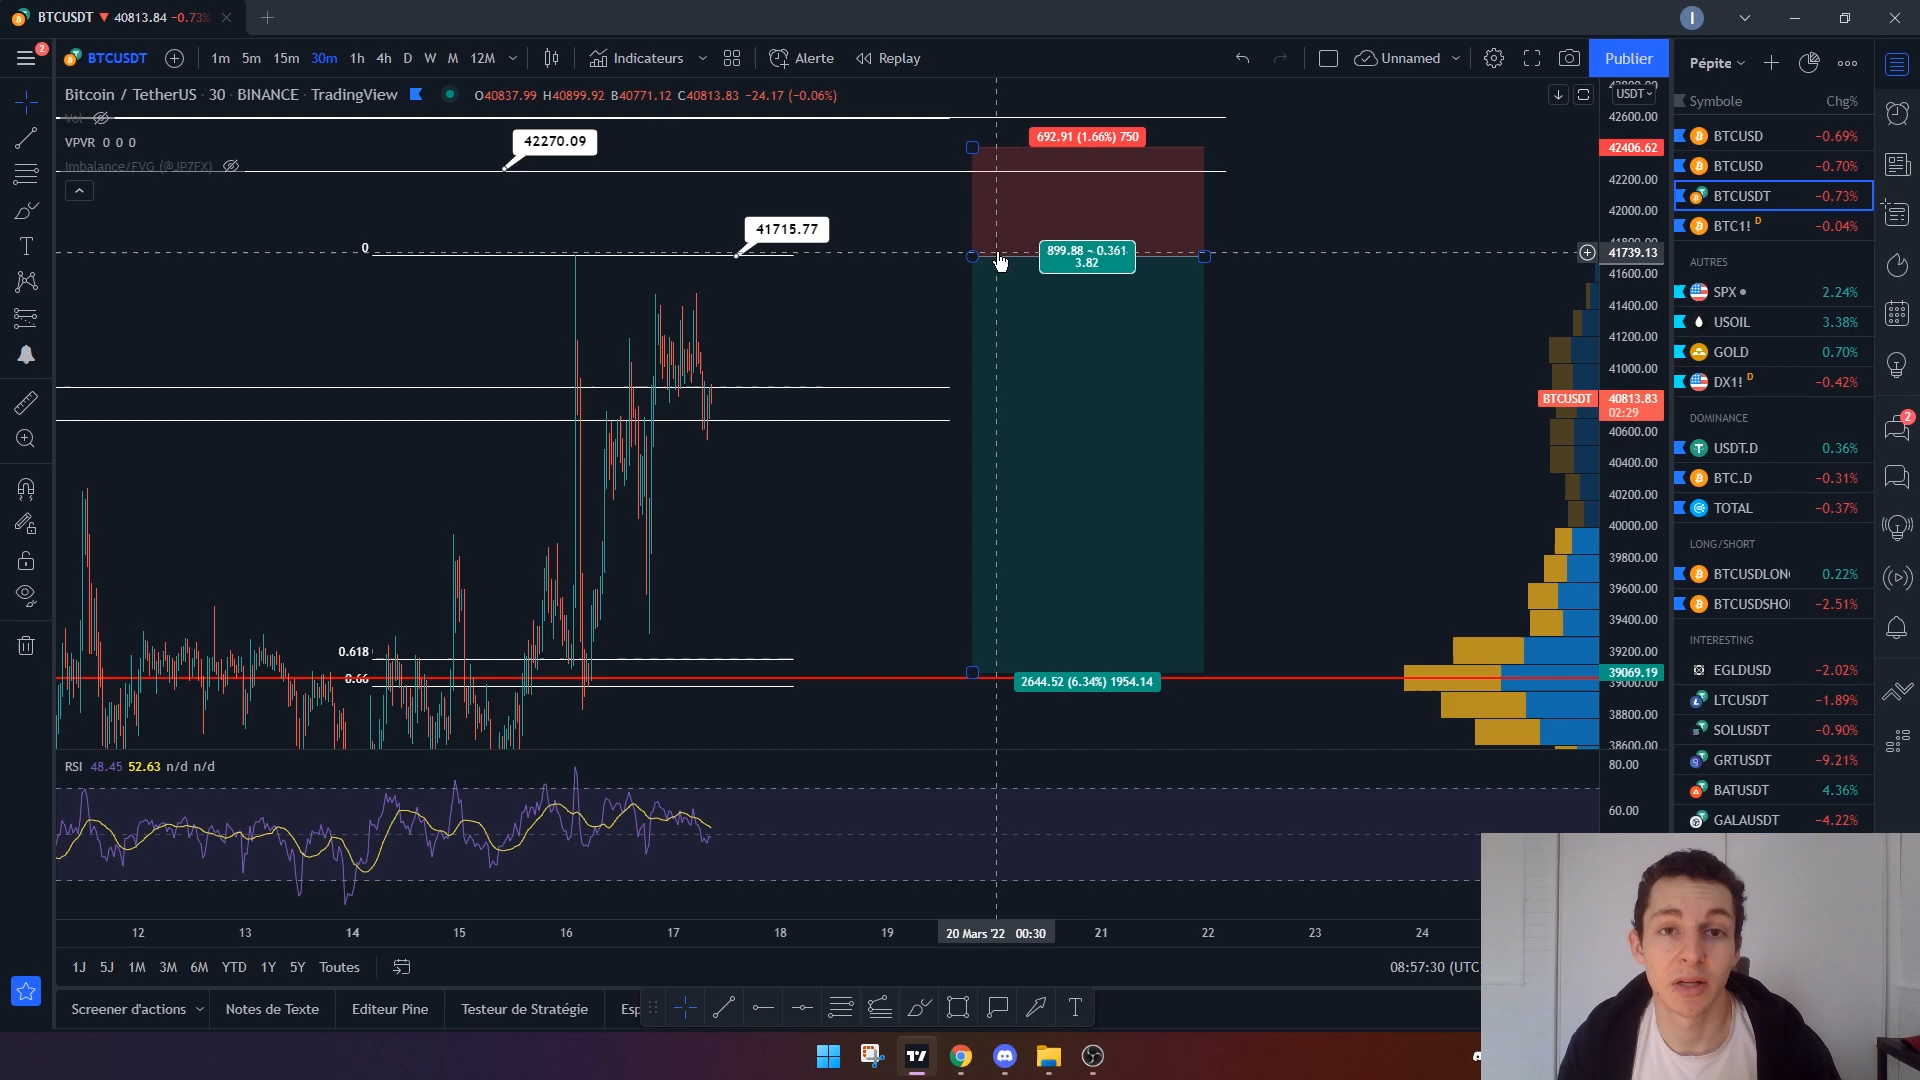 BTCUSDT ▼ 40813.84 −0.73%
I
2
BTCUSDT
1m 5m 15m 30m 1h 4h D W M 12M
Indicateurs
Alerte
Replay
Unnamed
Publier
Pépite
Bitcoin / TetherUS · 30 · BINANCE · TradingView
O40837.99 H40899.92 B40771.12 C40813.83 −24.17 (−0.06%)
Vol
VPVR 0 0 0
Imbalance/FVG (@JP7FX)
42270.09
41715.77
0
0.618
0.66
692.91 (1.66%) 750
899.88 ~ 0.361
3.82
2644.52 (6.34%) 1954.14
USDT
42800.00
42600.00
42406.62
42200.00
42000.00
41800.00
41739.13
41600.00
41400.00
41200.00
41000.00
BTCUSDT
40813.83
02:29
40600.00
40400.00
40200.00
40000.00
39800.00
39600.00
39400.00
39200.00
39069.19
39000.00
38800.00
38600.00
RSI 48.45 52.63 n/d n/d
80.00
60.00
12 13 14 15 16 17 18 19
20 Mars '22 00:30
21 22 23 24
1J 5J 1M 3M 6M YTD 1Y 5Y Toutes
08:57:30 (UTC
Screener d'actions
Notes de Texte
Editeur Pine
Testeur de Stratégie
Esp
T
Symbole Chg%
BTCUSD −0.69%
BTCUSD −0.70%
BTCUSDT −0.73%
BTC1! D −0.04%
AUTRES
SPX 2.24%
USOIL 3.38%
GOLD 0.70%
DX1! D −0.42%
DOMINANCE
USDT.D 0.36%
BTC.D −0.31%
TOTAL −0.37%
LONG/SHORT
BTCUSDLON 0.22%
BTCUSDSHO −2.51%
INTERESTING
EGLDUSD −2.02%
LTCUSDT −1.89%
SOLUSDT −0.90%
GRTUSDT −9.21%
BATUSDT 4.36%
GALAUSDT −4.22%
2